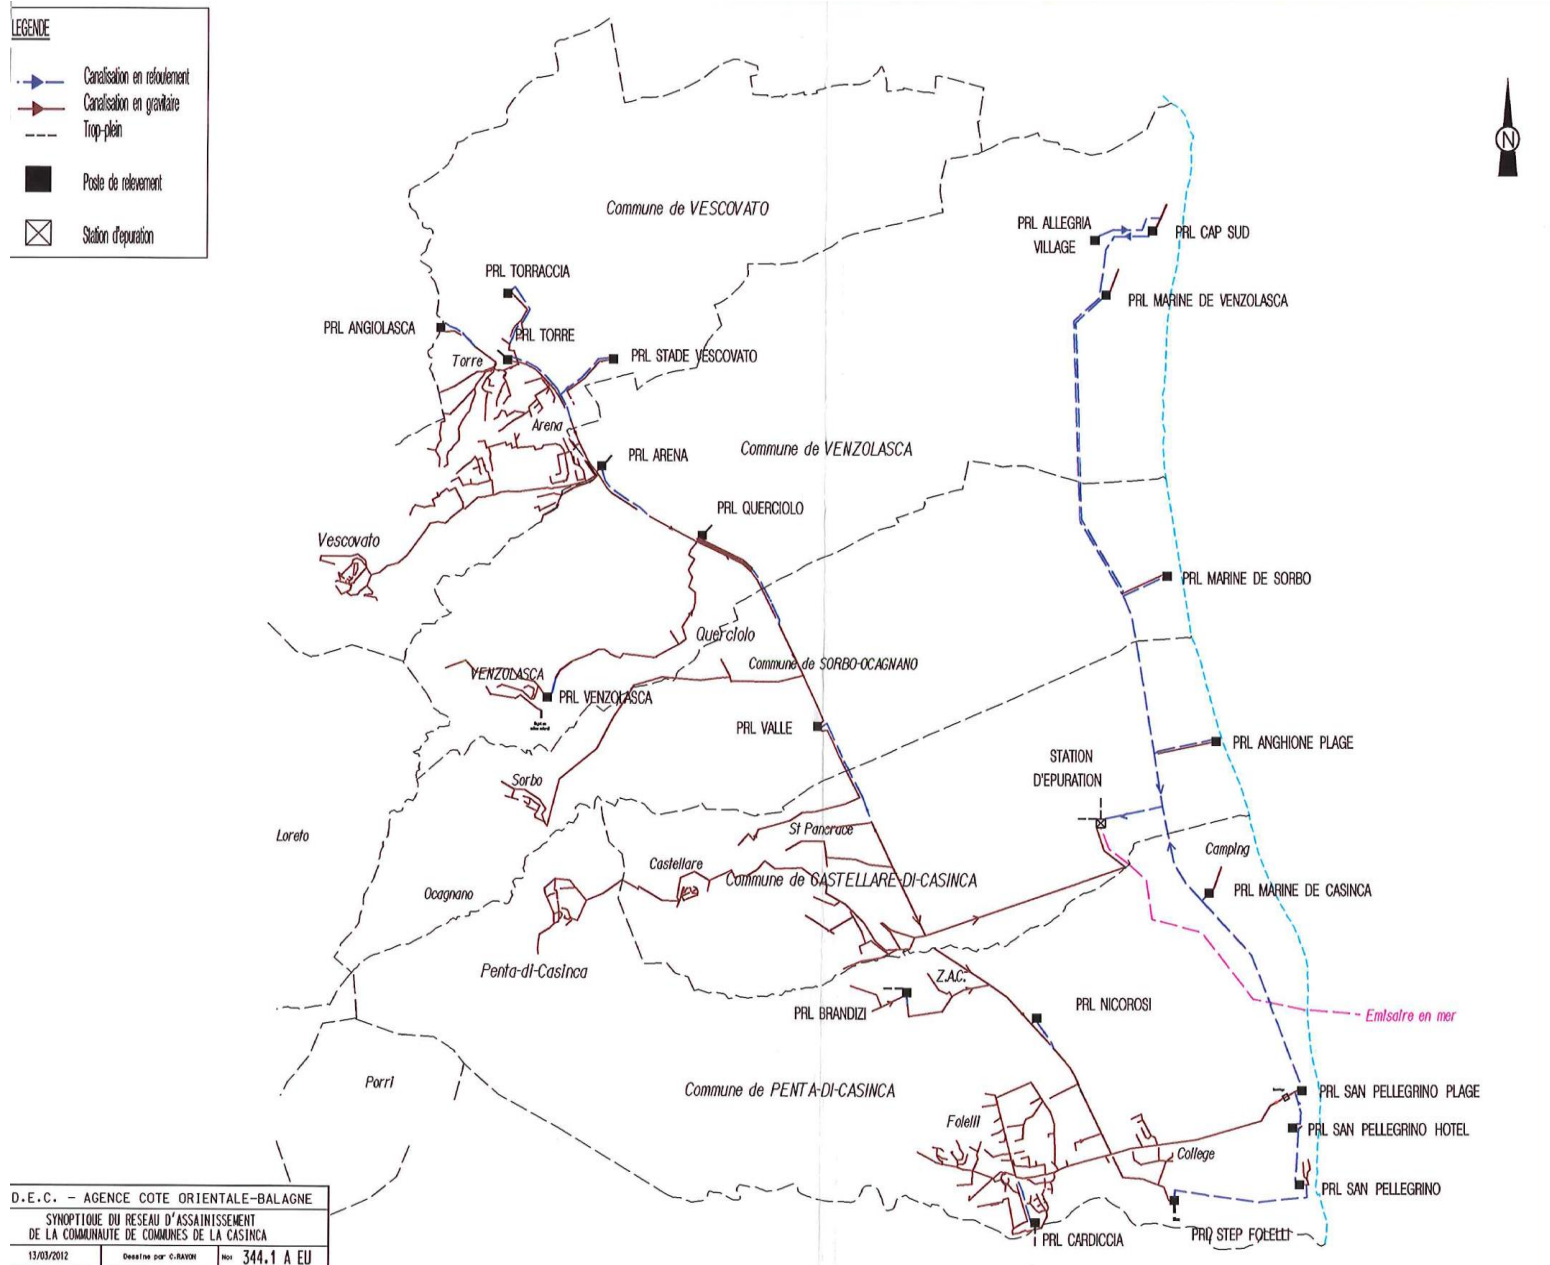 LEGENDE
Canalisation en refoulement
Canalisation en gravitaire
Trop-plein
Poste de relevement
Station d'epuration
N
Commune de VESCOVATO
PRL ALLEGRIA
VILLAGE
PRL CAP SUD
PRL TORRACCIA
PRL MARINE DE VENZOLASCA
PRL ANGIOLASCA
PRL TORRE
Torre
PRL STADE VESCOVATO
Arena
Commune de VENZOLASCA
PRL ARENA
PRL QUERCIOLO
Vescovato
PRL MARINE DE SORBO
Querciolo
Commune de SORBO-OCAGNANO
VENZOLASCA
PRL VENZOLASCA
PRL VALLE
PRL ANGHIONE PLAGE
STATION
D'EPURATION
Sorbo
Loreto
St Pancrace
Camping
Castellare
Commune de CASTELLARE-DI-CASINCA
PRL MARINE DE CASINCA
Ocagnano
Penta-di-Casinca
Z.A.C.
PRL BRANDIZI
PRL NICOROSI
Emisaire en mer
Porri
Commune de PENTA-DI-CASINCA
PRL SAN PELLEGRINO PLAGE
Folelli
PRL SAN PELLEGRINO HOTEL
College
PRL SAN PELLEGRINO
PRD STEP FOLELLI
PRL CARDICCIA
D.E.C. - AGENCE COTE ORIENTALE-BALAGNE
SYNOPTIQUE DU RESEAU D'ASSAINISSEMENT
DE LA COMMUNAUTE DE COMMUNES DE LA CASINCA
13/03/2012 Dessine par C.RAVON No: 344.1 A EU